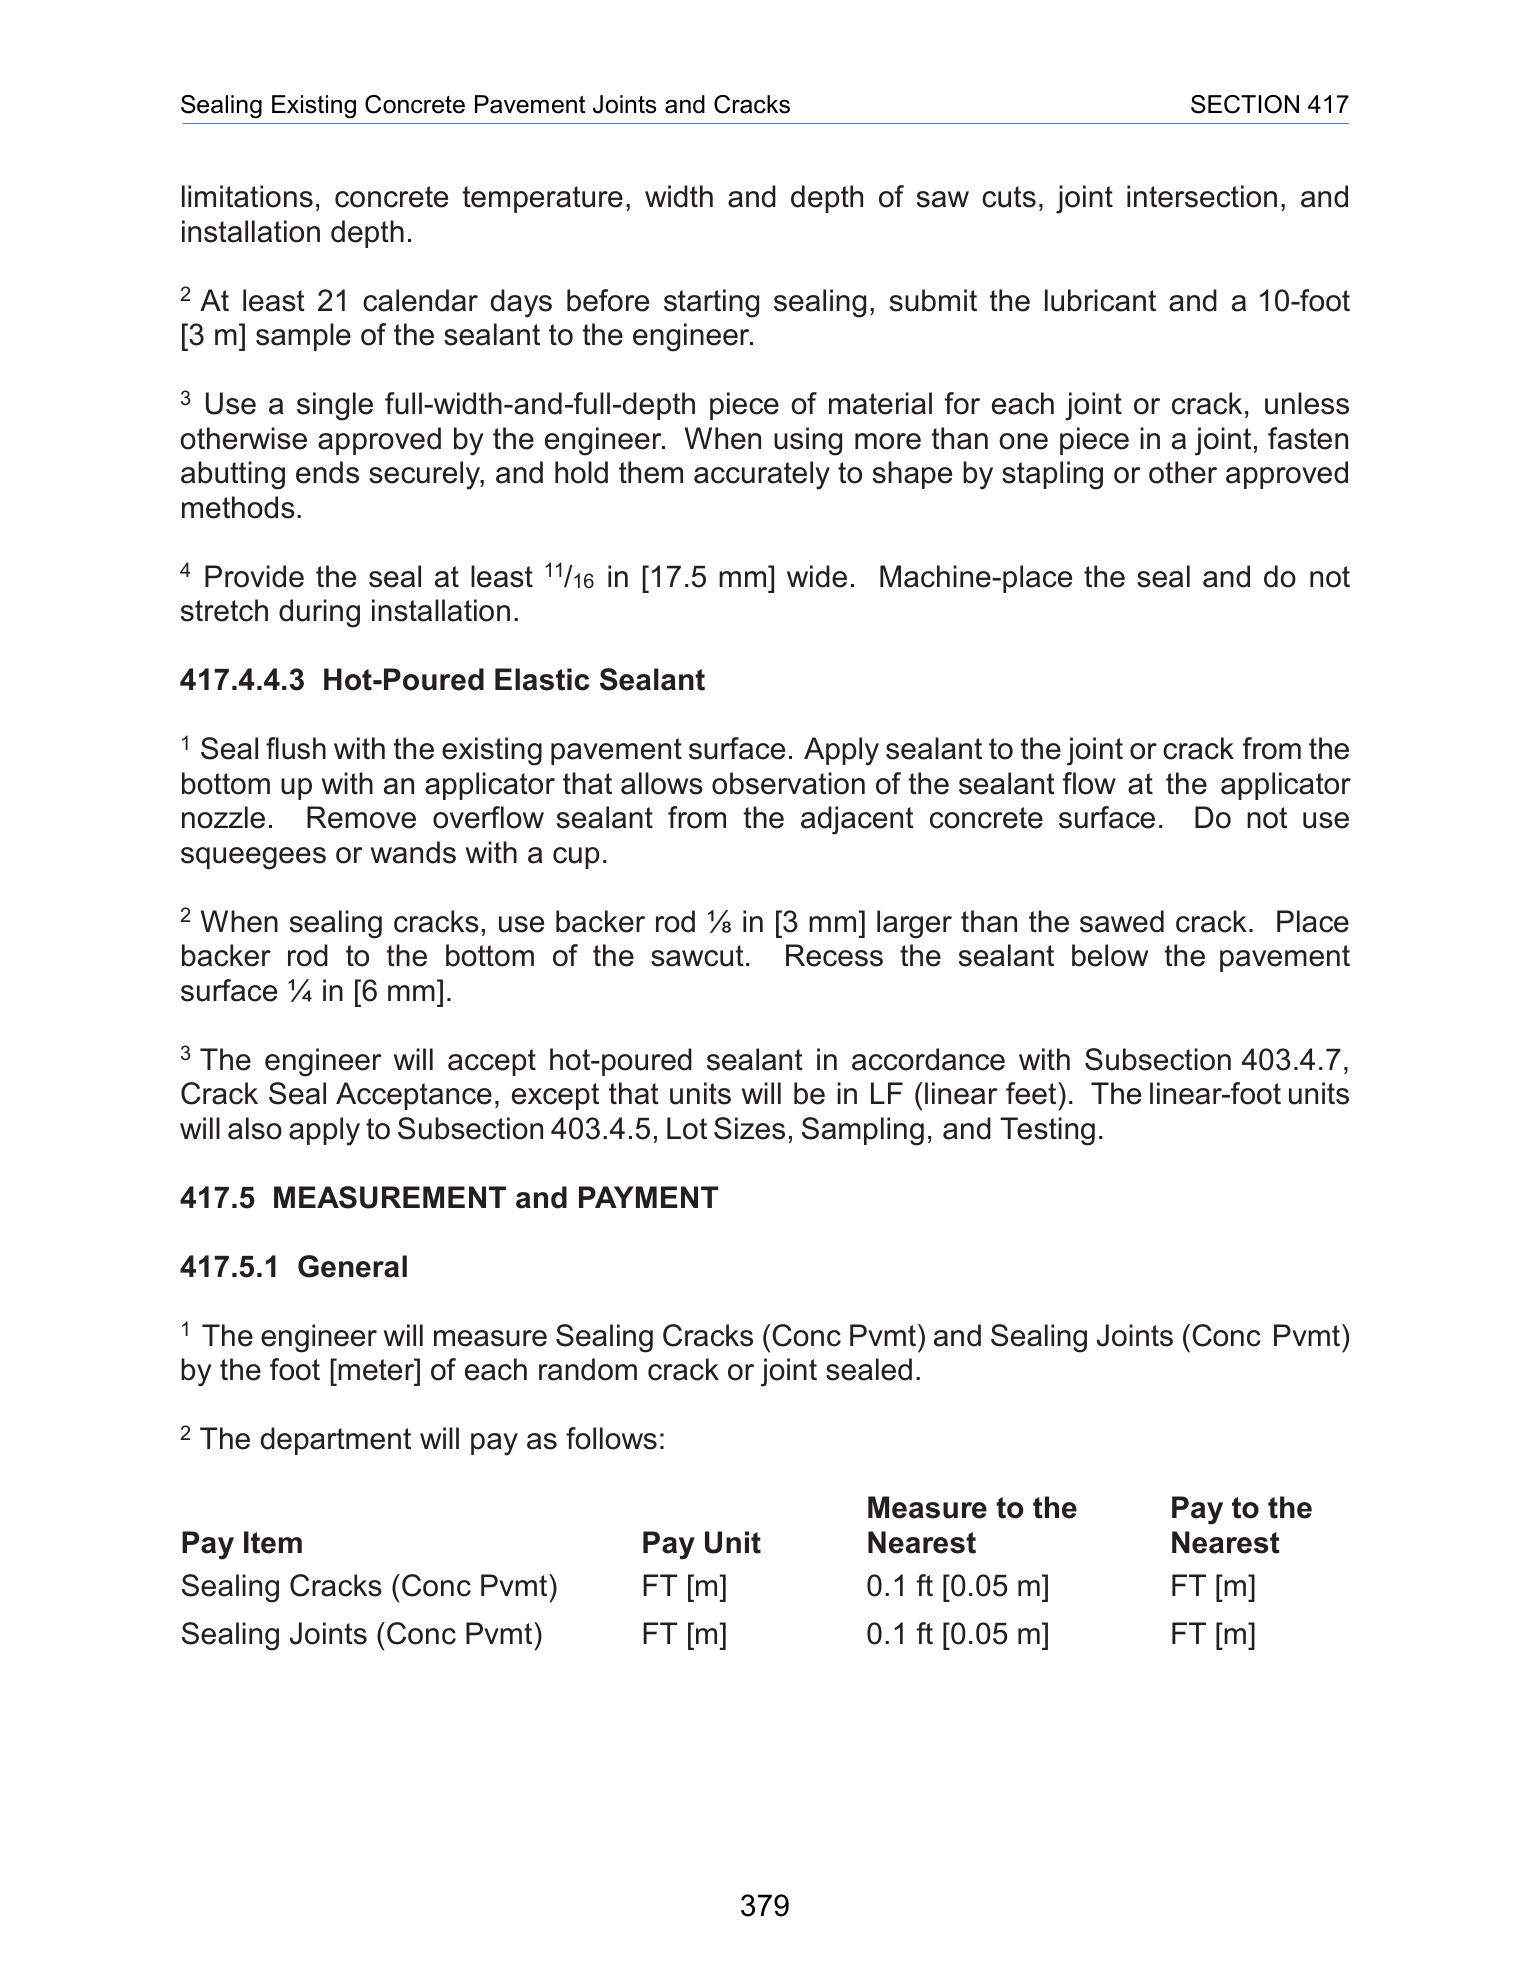 Sealing Existing Concrete Pavement Joints and Cracks SECTION 417
limitations, concrete temperature, width and depth of saw cuts, joint intersection, and
installation depth.
2 At least 21 calendar days before starting sealing, submit the lubricant and a 10-foot
[3 m] sample of the sealant to the engineer.
3 Use a single full-width-and-full-depth piece of material for each joint or crack, unless
otherwise approved by the engineer. When using more than one piece in a joint, fasten
abutting ends securely, and hold them accurately to shape by stapling or other approved
methods.
4 Provide the seal at least 11/16 in [17.5 mm] wide. Machine-place the seal and do not
stretch during installation.
417.4.4.3 Hot-Poured Elastic Sealant
1 Seal flush with the existing pavement surface. Apply sealant to the joint or crack from the
bottom up with an applicator that allows observation of the sealant flow at the applicator
nozzle. Remove overflow sealant from the adjacent concrete surface. Do not use
squeegees or wands with a cup.
2 When sealing cracks, use backer rod ⅛ in [3 mm] larger than the sawed crack. Place
backer rod to the bottom of the sawcut. Recess the sealant below the pavement
surface ¼ in [6 mm].
3 The engineer will accept hot-poured sealant in accordance with Subsection 403.4.7,
Crack Seal Acceptance, except that units will be in LF (linear feet). The linear-foot units
will also apply to Subsection 403.4.5, Lot Sizes, Sampling, and Testing.
417.5 MEASUREMENT and PAYMENT
417.5.1 General
1 The engineer will measure Sealing Cracks (Conc Pvmt) and Sealing Joints (Conc Pvmt)
by the foot [meter] of each random crack or joint sealed.
2 The department will pay as follows:
Measure to the Pay to the
Pay Item Pay Unit Nearest Nearest
Sealing Cracks (Conc Pvmt) FT [m] 0.1 ft [0.05 m] FT [m]
Sealing Joints (Conc Pvmt) FT [m] 0.1 ft [0.05 m] FT [m]
379